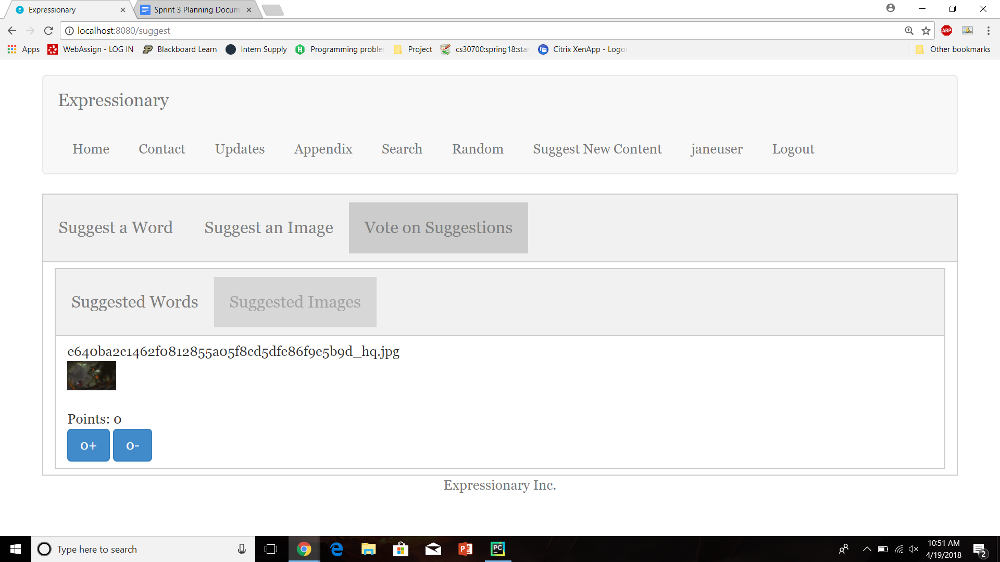 Expressionary
Sprint 3 Planning Docum
localhost:8080/suggest
ABP
Apps
WebAssign - LOG IN
Blackboard Learn
Intern Supply
Programming proble
Project
cs30700:spring18:sta
Citrix XenApp - Logo
Other bookmarks
Expressionary
Home
Contact
Updates
Appendix
Search
Random
Suggest New Content
janeuser
Logout
Suggest a Word
Suggest an Image
Vote on Suggestions
Suggested Words
Suggested Images
e640ba2c1462f0812855a05f8cd5dfe86f9e5b9d_hq.jpg
Points: 0
0+
0-
Expressionary Inc.
Type here to search
10:51 AM
4/19/2018
2